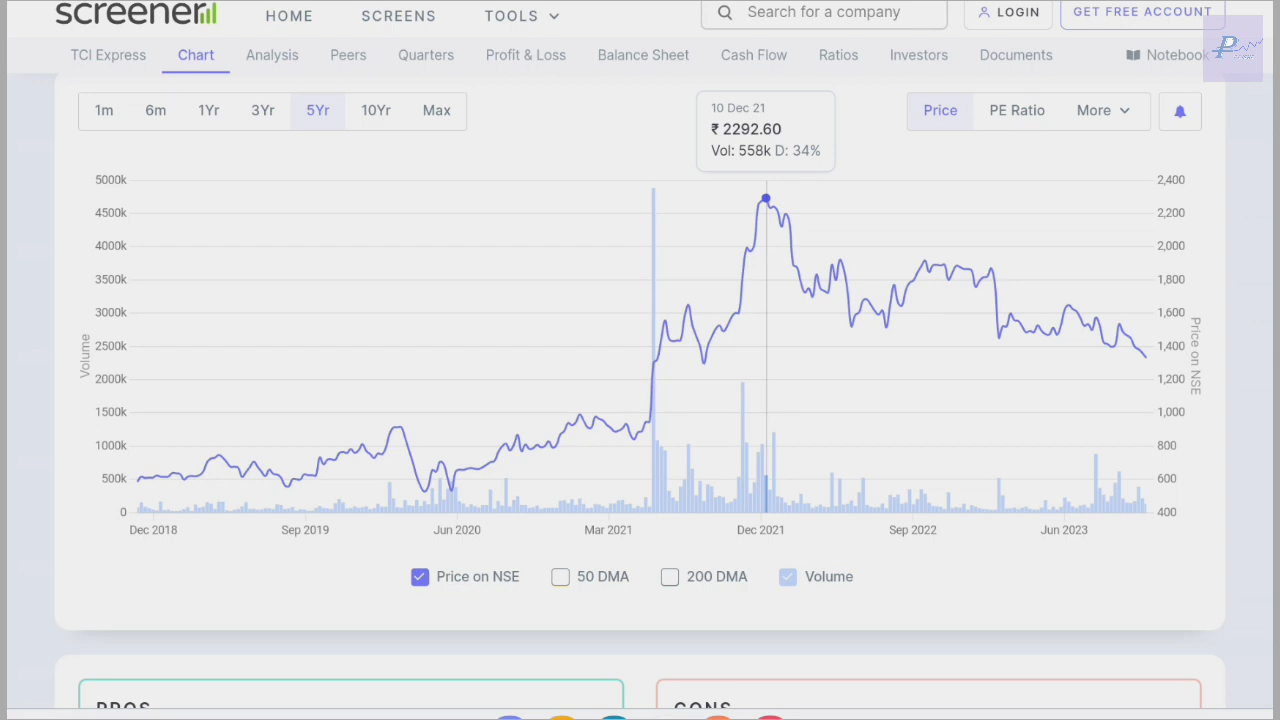 screener
HOME SCREENS TOOLS
Search for a company
LOGIN
GET FREE ACCOUNT
TCI Express Chart Analysis Peers Quarters Profit & Loss Balance Sheet Cash Flow Ratios Investors Documents Notebook
1m 6m 1Yr 3Yr 5Yr 10Yr Max
10 Dec 21
₹ 2292.60
Vol: 558k D: 34%
Price PE Ratio More
5000k
4500k
4000k
3500k
3000k
2500k
2000k
1500k
1000k
500k
0
Volume
2,400
2,200
2,000
1,800
1,600
1,400
1,200
1,000
800
600
400
Price on NSE
Dec 2018 Sep 2019 Jun 2020 Mar 2021 Dec 2021 Sep 2022 Jun 2023
Price on NSE 50 DMA 200 DMA Volume
PROS
CONS